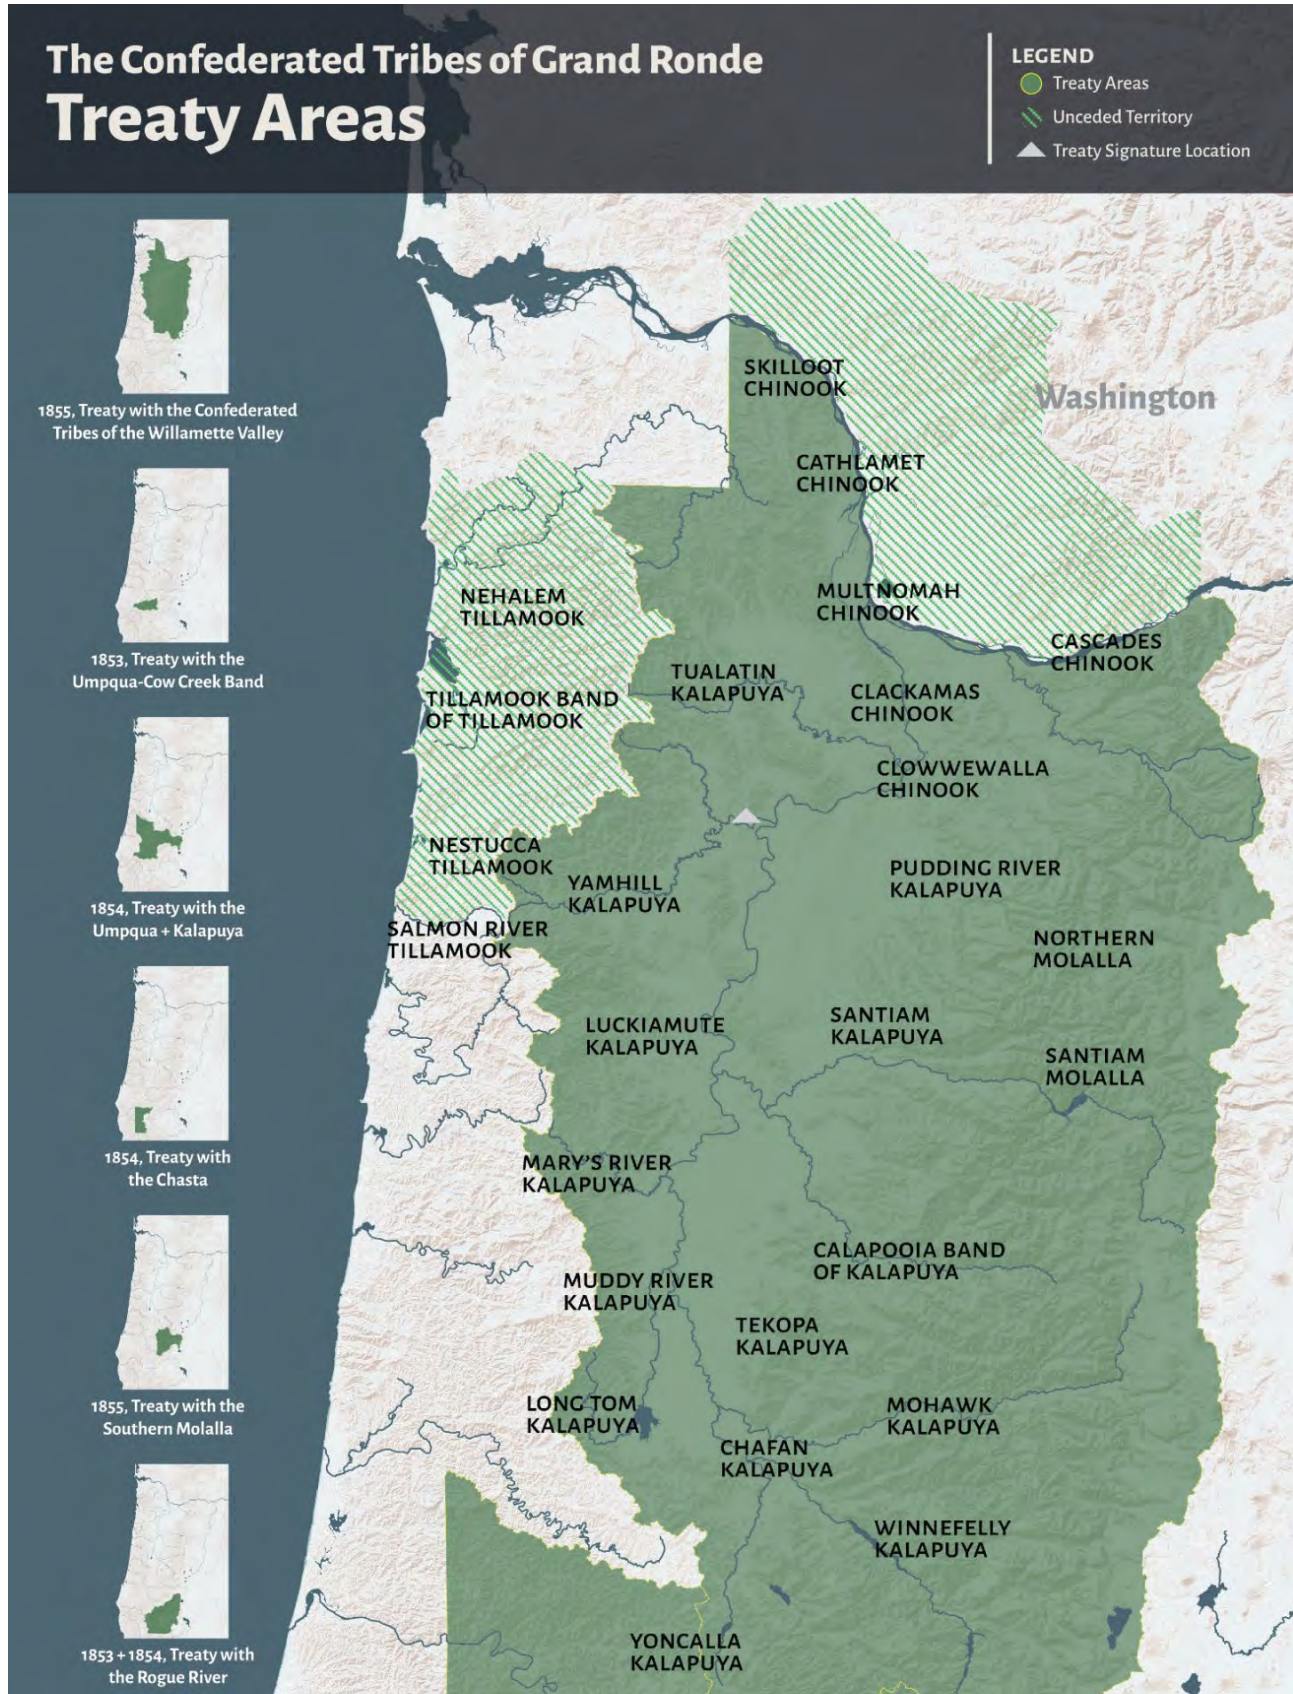 The Confederated Tribes of Grand Ronde
Treaty Areas
LEGEND
Treaty Areas
Unceded Territory
Treaty Signature Location
1855, Treaty with the Confederated
Tribes of the Willamette Valley
1853, Treaty with the
Umpqua-Cow Creek Band
1854, Treaty with the
Umpqua + Kalapuya
1854, Treaty with
the Chasta
1855, Treaty with the
Southern Molalla
1853 + 1854, Treaty with
the Rogue River
Washington
SKILLOOT
CHINOOK
CATHLAMET
CHINOOK
NEHALEM
TILLAMOOK
MULTNOMAH
CHINOOK
CASCADES
CHINOOK
TUALATIN
KALAPUYA
CLACKAMAS
CHINOOK
TILLAMOOK BAND
OF TILLAMOOK
CLOWWEWALLA
CHINOOK
NESTUCCA
TILLAMOOK
YAMHILL
KALAPUYA
PUDDING RIVER
KALAPUYA
SALMON RIVER
TILLAMOOK
NORTHERN
MOLALLA
LUCKIAMUTE
KALAPUYA
SANTIAM
KALAPUYA
SANTIAM
MOLALLA
MARY'S RIVER
KALAPUYA
CALAPOOIA BAND
OF KALAPUYA
MUDDY RIVER
KALAPUYA
TEKOPA
KALAPUYA
LONG TOM
KALAPUYA
MOHAWK
KALAPUYA
CHAFAN
KALAPUYA
WINNEFELLY
KALAPUYA
YONCALLA
KALAPUYA